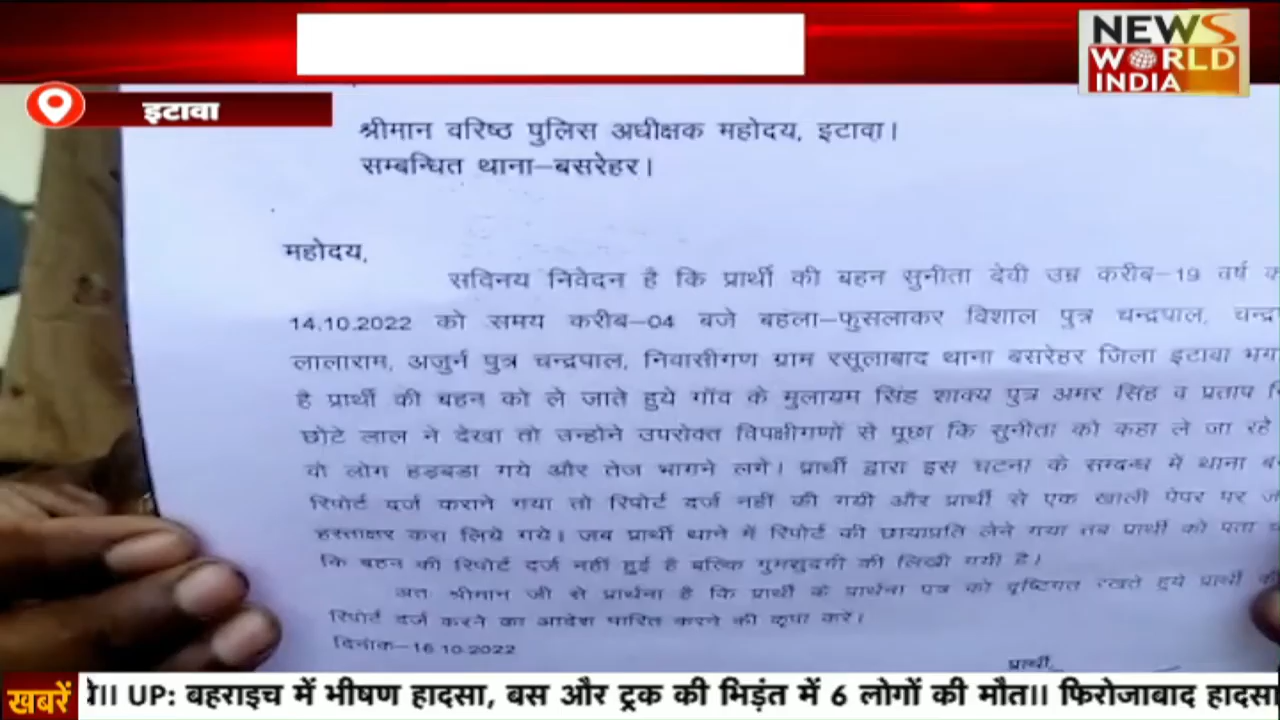 NEWS
WORLD
INDIA
इटावा
श्रीमान वरिष्ठ पुलिस अधीक्षक महोदय, इटावा।
सम्बन्धित थाना–बसरेहर।
महोदय,
सविनय निवेदन है कि प्रार्थी की बहन सुनीता देवी उम्र करीब–19 वर्ष
14.10.2022 को समय करीब–04 बजे बहला–फुसलाकर विशाल पुत्र चन्द्रपाल,
लालाराम, अजुर्न पुत्र चन्द्रपाल, निवासीगण ग्राम रसूलाबाद थाना बसरेहर जिला इटावा
है प्रार्थी की बहन को ले जाते हुये गॉव के मुलायम सिंह शाक्य पुत्र अमर सिंह व प्रताप
छोटे लाल ने देखा तो उन्होने उपरोक्त विपक्षीगणों से पूछा कि सुनीता को कहा ले जा रहे
वो लोग हड़बडा गये और तेज भागने लगे। प्रार्थी द्वारा इस घटना के सम्बन्ध में थाना
रिपोर्ट दर्ज कराने गया तो रिपोर्ट दर्ज नहीं की गयी और प्रार्थी से एक खाली पेपर पर
हस्ताक्षर करा लिये गये। जब प्रार्थी थाने में रिपोर्ट की छायाप्रति लेने गया तब प्रार्थी को पता
कि बहन की रिपोर्ट दर्ज नहीं हुई है बल्कि गुमसुदगी की लिखी गयी है।
अत श्रीमान जी से प्रार्थना है कि प्रार्थी के प्रार्थना पत्र को दृष्टिगत रखते हुये प्रार्थी
रिपोर्ट दर्ज करने का आदेश पारित करने की कृपा करें।
दिनांक–16.10.2022
प्रार्थी,
खबरें
॥ UP: बहराइच में भीषण हादसा, बस और ट्रक की भिड़ंत में 6 लोगों की मौत॥ फिरोजाबाद हादसा